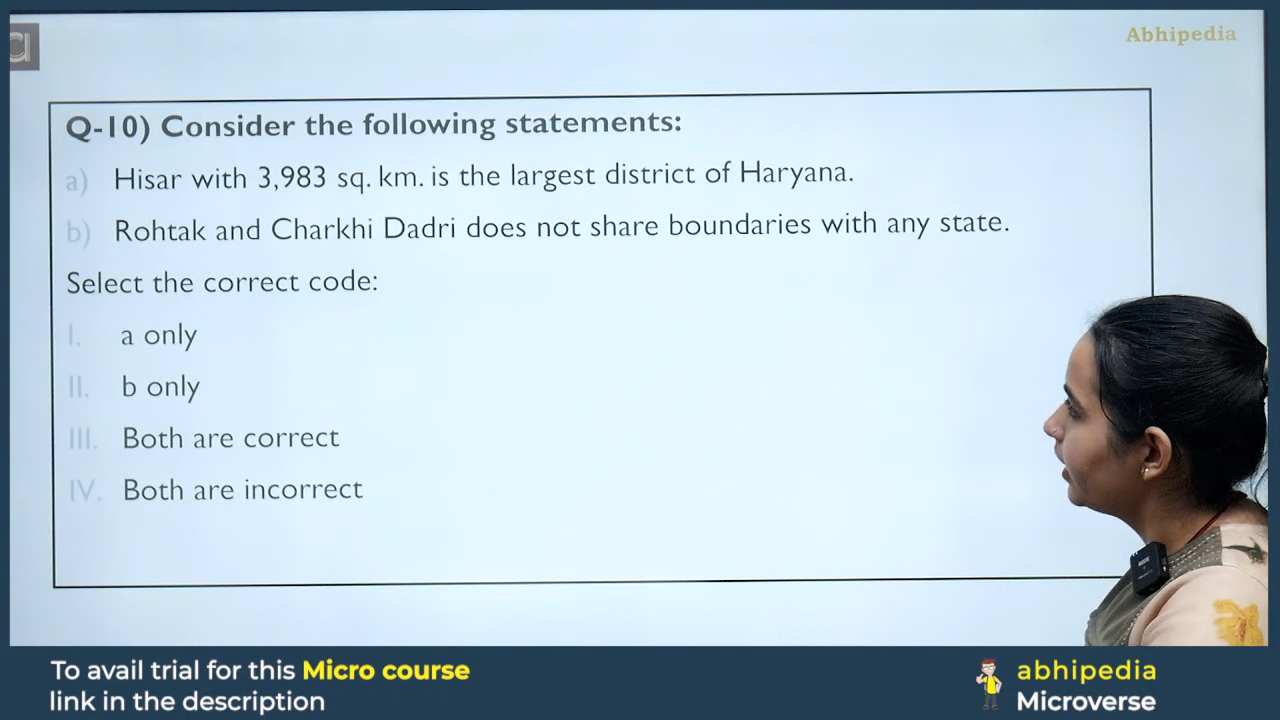 a
Abhipedia
Q-10) Consider the following statements:
a) Hisar with 3,983 sq. km. is the largest district of Haryana.
b) Rohtak and Charkhi Dadri does not share boundaries with any state.
Select the correct code:
I. a only
II. b only
III. Both are correct
IV. Both are incorrect
To avail trial for this Micro course
link in the description
abhipedia
Microverse